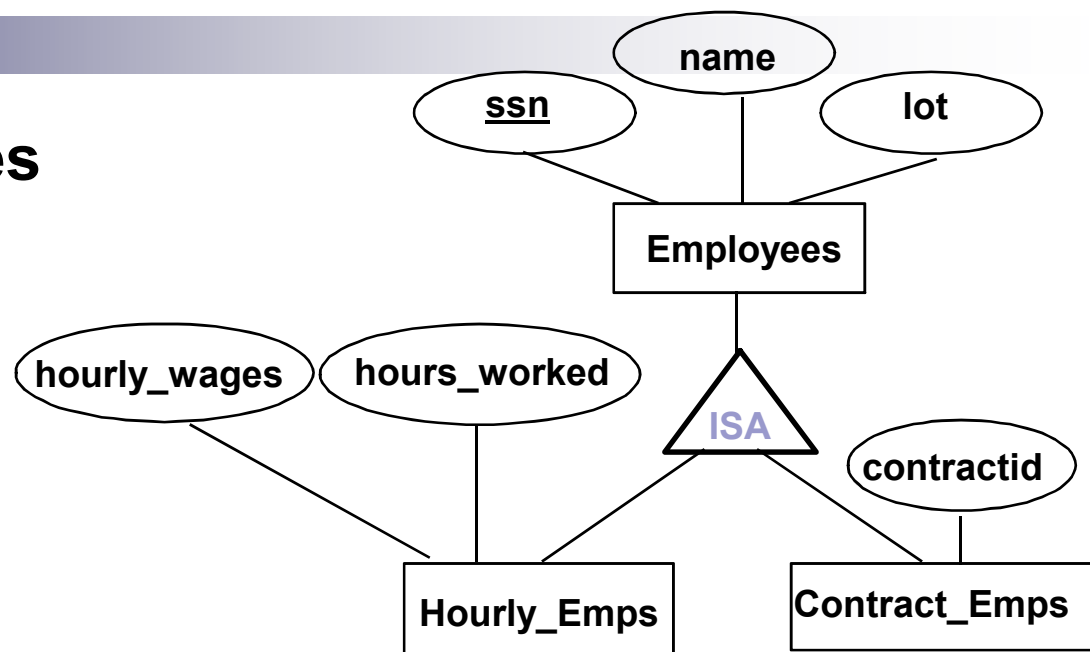 name
ssn
lot
es
Employees
hourly_wages
hours_worked
ISA
contractid
Hourly_Emps
Contract_Emps